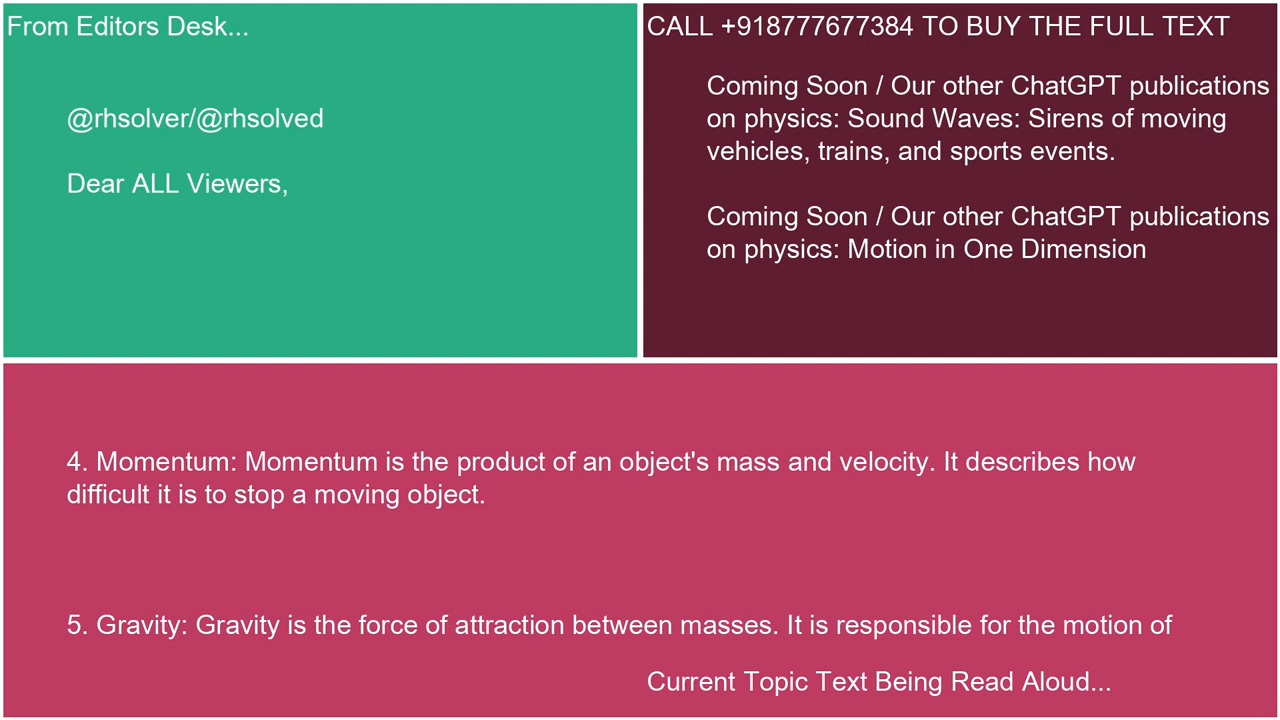 From Editors Desk...
@rhsolver/@rhsolved
Dear ALL Viewers,
CALL +918777677384 TO BUY THE FULL TEXT
Coming Soon / Our other ChatGPT publications
on physics: Sound Waves: Sirens of moving
vehicles, trains, and sports events.
Coming Soon / Our other ChatGPT publications
on physics: Motion in One Dimension
4. Momentum: Momentum is the product of an object's mass and velocity. It describes how
difficult it is to stop a moving object.
5. Gravity: Gravity is the force of attraction between masses. It is responsible for the motion of
Current Topic Text Being Read Aloud...